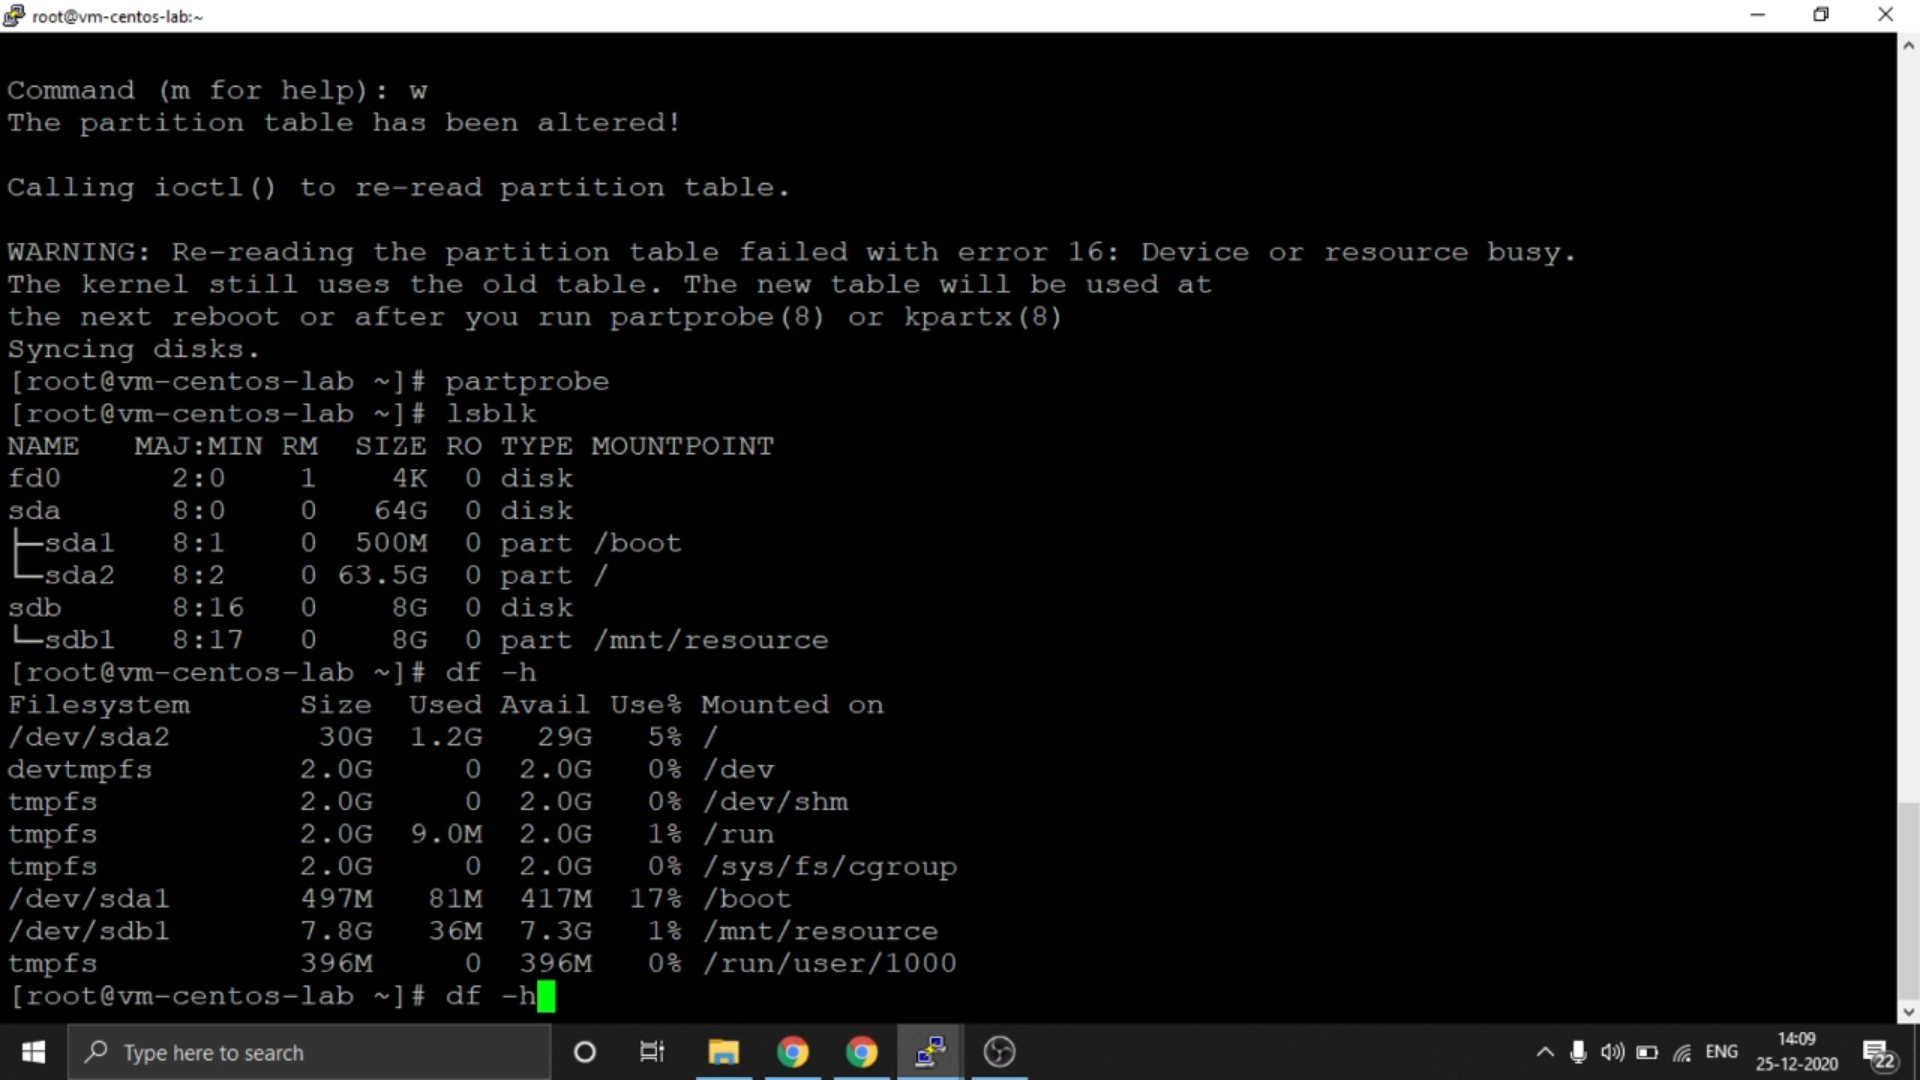 root@vm-centos-lab:~
Command (m for help): w
The partition table has been altered!
Calling ioctl() to re-read partition table.
WARNING: Re-reading the partition table failed with error 16: Device or resource busy.
The kernel still uses the old table. The new table will be used at
the next reboot or after you run partprobe(8) or kpartx(8)
Syncing disks.
[root@vm-centos-lab ~]# partprobe
[root@vm-centos-lab ~]# lsblk
NAME   MAJ:MIN RM  SIZE RO TYPE MOUNTPOINT
fd0      2:0    1    4K  0 disk
sda      8:0    0   64G  0 disk
├─sda1   8:1    0  500M  0 part /boot
└─sda2   8:2    0 63.5G  0 part /
sdb      8:16   0    8G  0 disk
└─sdb1   8:17   0    8G  0 part /mnt/resource
[root@vm-centos-lab ~]# df -h
Filesystem      Size  Used Avail Use% Mounted on
/dev/sda2        30G  1.2G   29G   5% /
devtmpfs        2.0G     0  2.0G   0% /dev
tmpfs           2.0G     0  2.0G   0% /dev/shm
tmpfs           2.0G  9.0M  2.0G   1% /run
tmpfs           2.0G     0  2.0G   0% /sys/fs/cgroup
/dev/sda1       497M   81M  417M  17% /boot
/dev/sdb1       7.8G   36M  7.3G   1% /mnt/resource
tmpfs           396M     0  396M   0% /run/user/1000
[root@vm-centos-lab ~]# df -h
Type here to search
ENG
14:09
25-12-2020
22